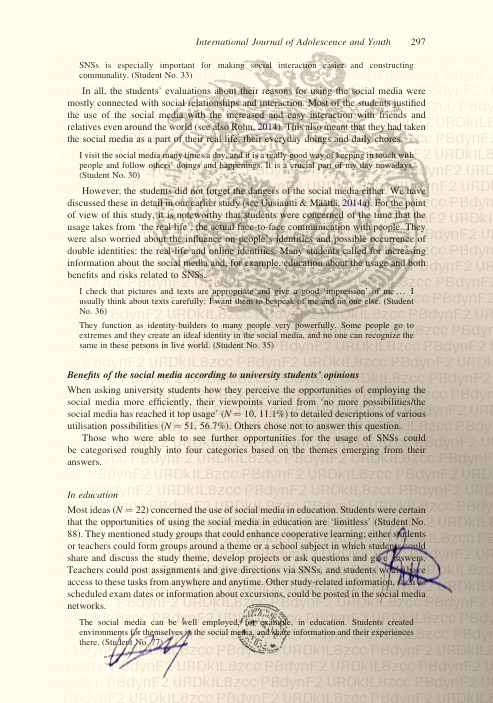 International Journal of Adolescence and Youth 297
SNSs is especially important for making social interaction easier and constructing
communality. (Student No. 33)
In all, the students' evaluations about their reasons for using the social media were
mostly connected with social relationships and interaction. Most of the students justified
the use of the social media with the increased and easy interaction with friends and
relatives even around the world (see also Rohn, 2014). This also meant that they had taken
the social media as a part of their real life, their everyday doings and daily chores.
I visit the social media many times a day, and it is a really good way of keeping in touch with
people and follow others' doings and happenings. It is a crucial part of my day nowadays.
(Student No. 30)
However, the students did not forget the dangers of the social media either. We have
discussed these in detail in our earlier study (see Uusiautti & Määttä, 2014a). For the point
of view of this study, it is noteworthy that students were concerned of the time that the
usage takes from 'the real life', the actual face-to-face communication with people. They
were also worried about the influence on people's identities and possible occurrence of
double identities: the real-life and online identities. Many students called for increasing
information about the social media and, for example, education about the usage and both
benefits and risks related to SNSs.
I check that pictures and texts are appropriate and give a good 'impression' of me ... I
usually think about texts carefully; I want them to bespeak of me and no one else. (Student
No. 36)
They function as identity-builders to many people very powerfully. Some people go to
extremes and they create an ideal identity in the social media, and no one can recognize the
same in these persons in live world. (Student No. 35)
Benefits of the social media according to university students' opinions
When asking university students how they perceive the opportunities of employing the
social media more efficiently, their viewpoints varied from 'no more possibilities/the
social media has reached it top usage' (N = 10, 11.1%) to detailed descriptions of various
utilisation possibilities (N = 51, 56.7%). Others chose not to answer this question.
Those who were able to see further opportunities for the usage of SNSs could
be categorised roughly into four categories based on the themes emerging from their
answers.
In education
Most ideas (N = 22) concerned the use of social media in education. Students were certain
that the opportunities of using the social media in education are 'limitless' (Student No.
88). They mentioned study groups that could enhance cooperative learning; either students
or teachers could form groups around a theme or a school subject in which students could
share and discuss the study theme, develop projects or ask questions and give answers.
Teachers could post assignments and give directions via SNSs, and students would have
access to these tasks from anywhere and anytime. Other study-related information, such as
scheduled exam dates or information about excursions, could be posted in the social media
networks.
The social media can be well employed, for example, in education. Students created
environments for themselves in the social media, and share information and their experiences
there. (Student No. 77)